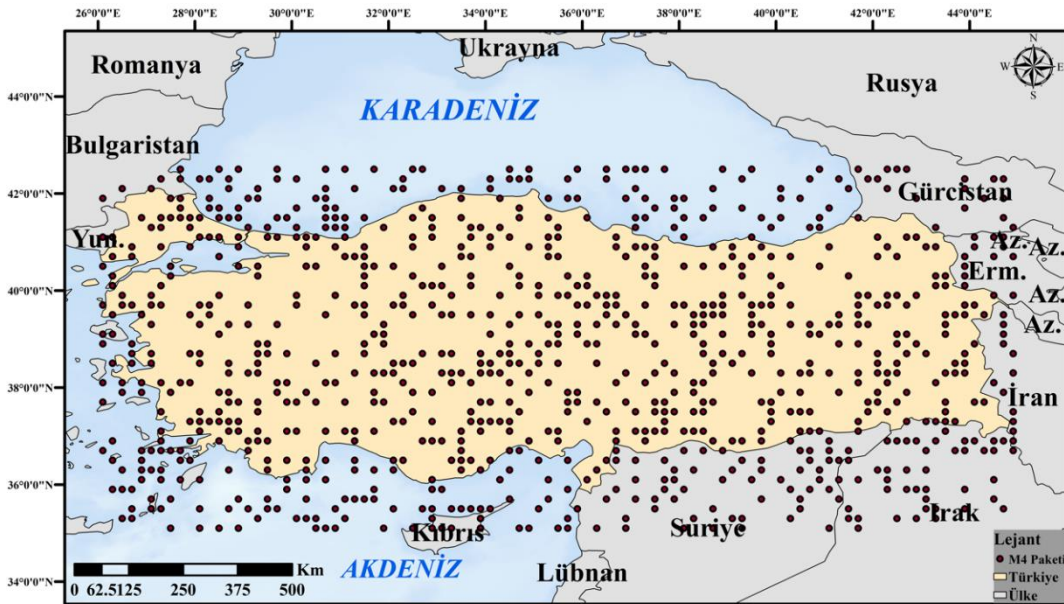 26°0'0"E 28°0'0"E 30°0'0"E 32°0'0"E 34°0'0"E 36°0'0"E 38°0'0"E 40°0'0"E 42°0'0"E 44°0'0"E
Ukrayna
N
W E
S
Romanya
Rusya
44°0'0"N
KARADENİZ
Bulgaristan
42°0'0"N
Gürcistan
Yun.
Az.
Az.
Erm.
40°0'0"N
Az.
Az.
38°0'0"N
İran
36°0'0"N
Kıbrıs
Suriye
Irak
Lejant
M4 Paketi
AKDENİZ
Lübnan
Km
Türkiye
34°0'0"N
0 62.5125 250 375 500
Ülke